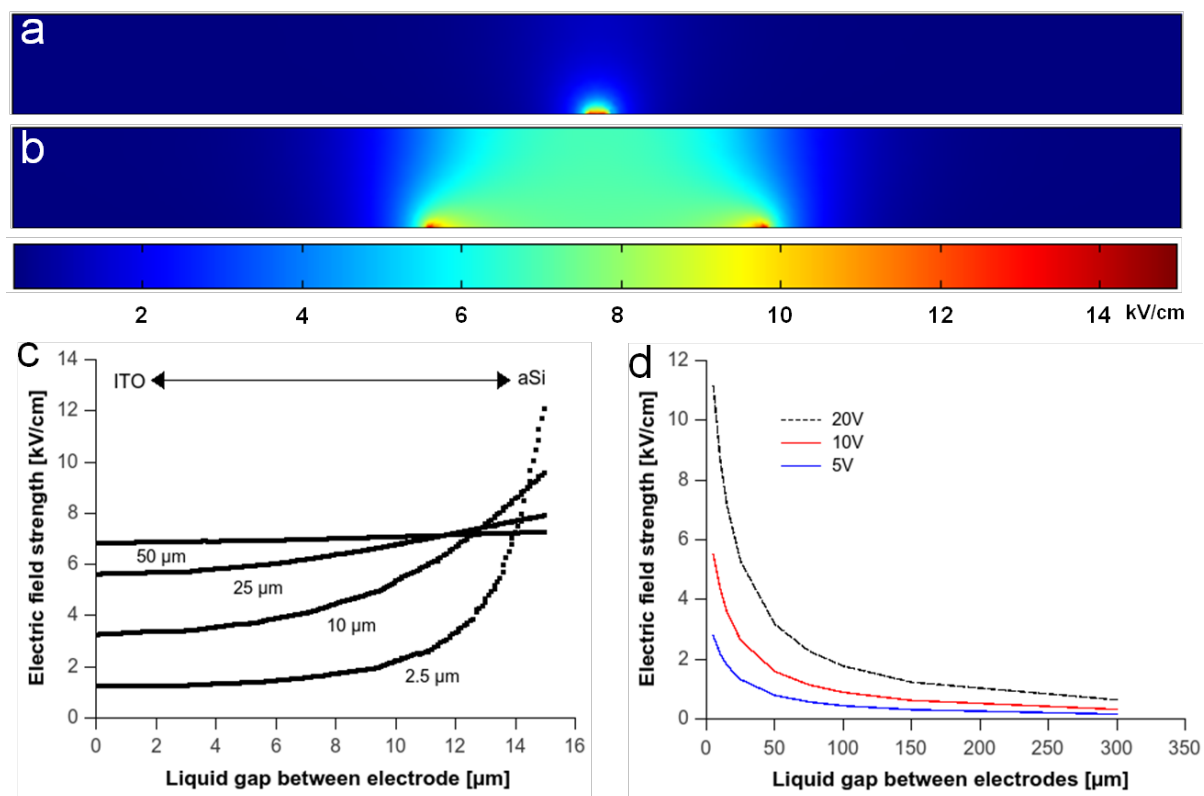 a
b
2 4 6 8 10 12 14 kV/cm
c
14
12
10
8
6
4
2
0
Electric field strength [kV/cm]
ITO aSi
50 µm
25 µm
10 µm
2.5 µm
0 2 4 6 8 10 12 14 16
Liquid gap between electrode [µm]
d
12
10
8
6
4
2
0
Electric field strength [kV/cm]
20V
10V
5V
0 50 100 150 200 250 300 350
Liquid gap between electrodes [µm]